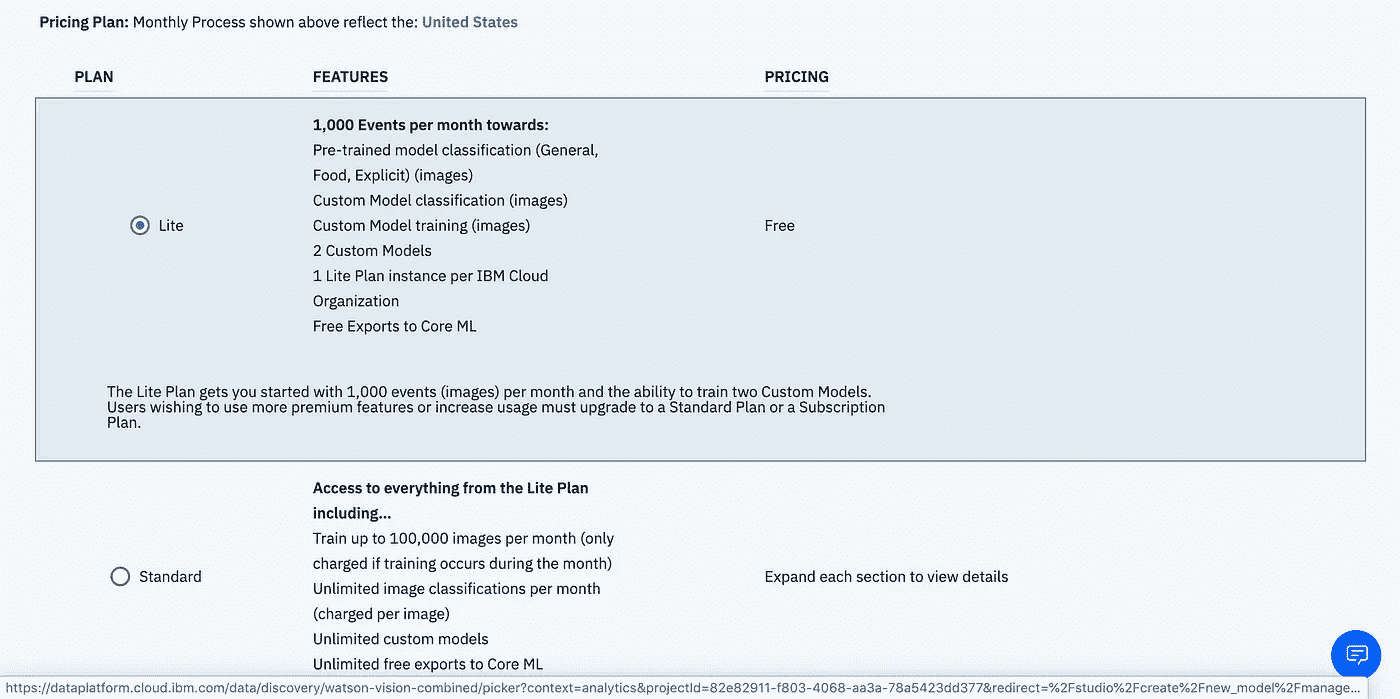 Pricing Plan: Monthly Process shown above reflect the: United States
PLAN
FEATURES
PRICING
1,000 Events per month towards:
Pre-trained model classification (General,
Food, Explicit) (images)
Custom Model classification (images)
Lite
Custom Model training (images)
Free
2 Custom Models
1 Lite Plan instance per IBM Cloud
Organization
Free Exports to Core ML
The Lite Plan gets you started with 1,000 events (images) per month and the ability to train two Custom Models.
Users wishing to use more premium features or increase usage must upgrade to a Standard Plan or a Subscription
Plan.
Access to everything from the Lite Plan
including...
Train up to 100,000 images per month (only
charged if training occurs during the month)
Standard
Expand each section to view details
Unlimited image classifications per month
(charged per image)
Unlimited custom models
Unlimited free exports to Core ML
https://dataplatform.cloud.ibm.com/data/discovery/watson-vision-combined/picker?context=analytics&projectId=82e82911-f803-4068-aa3a-78a5423dd377&redirect=%2Fstudio%2Fcreate%2Fnew_model%2Fmanage...